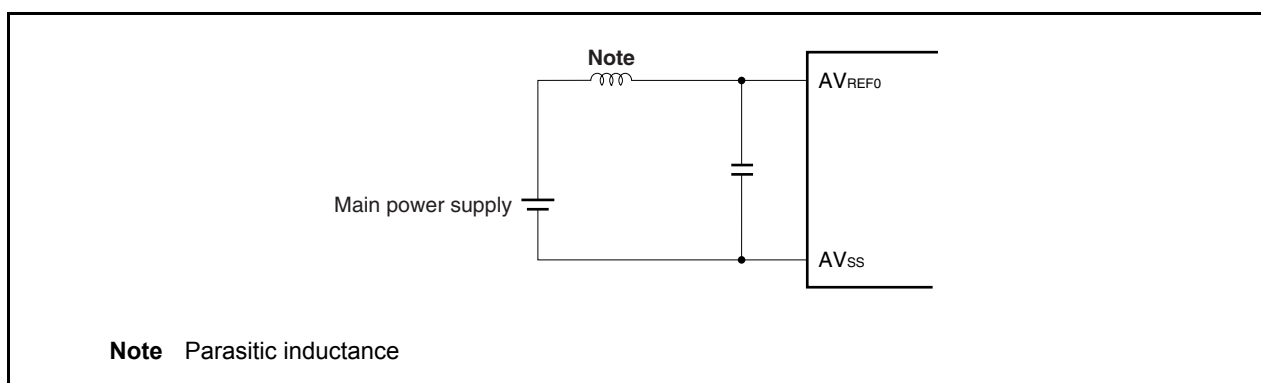 Note
AVREF0
Main power supply
AVSS
Note Parasitic inductance